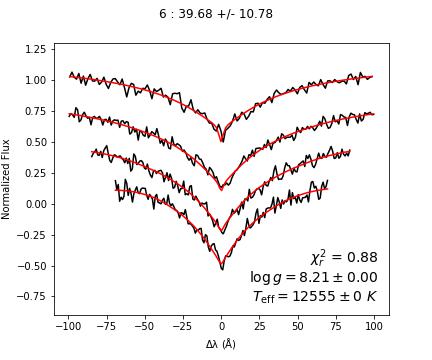 6 : 39.68 +/- 10.78
1.25
1.00
0.75
0.50
0.25
0.00
−0.25
−0.50
−0.75
Normalized Flux
χ²ᵣ = 0.88
log g = 8.21 ± 0.00
Teff = 12555 ± 0 K
−100 −75 −50 −25 0 25 50 75 100
Δλ (Å)